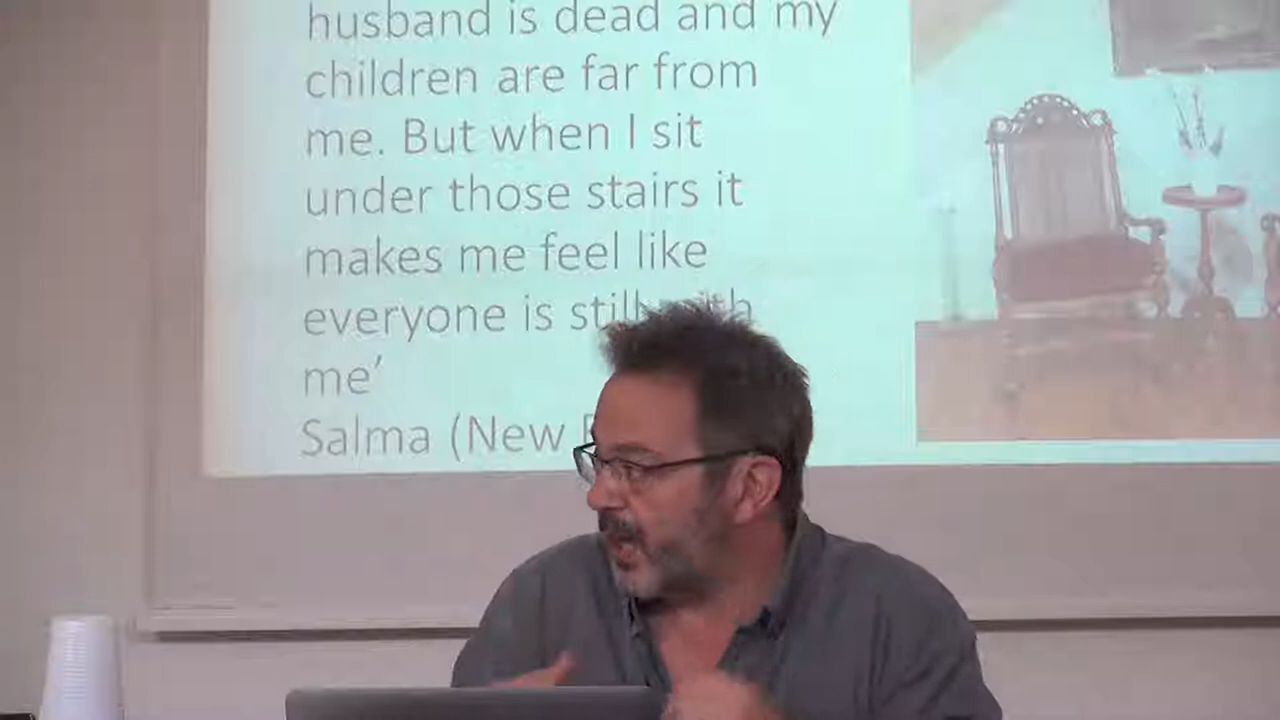 husband is dead and my
children are far from
me. But when I sit
under those stairs it
makes me feel like
everyone is still with
me’
Salma (New